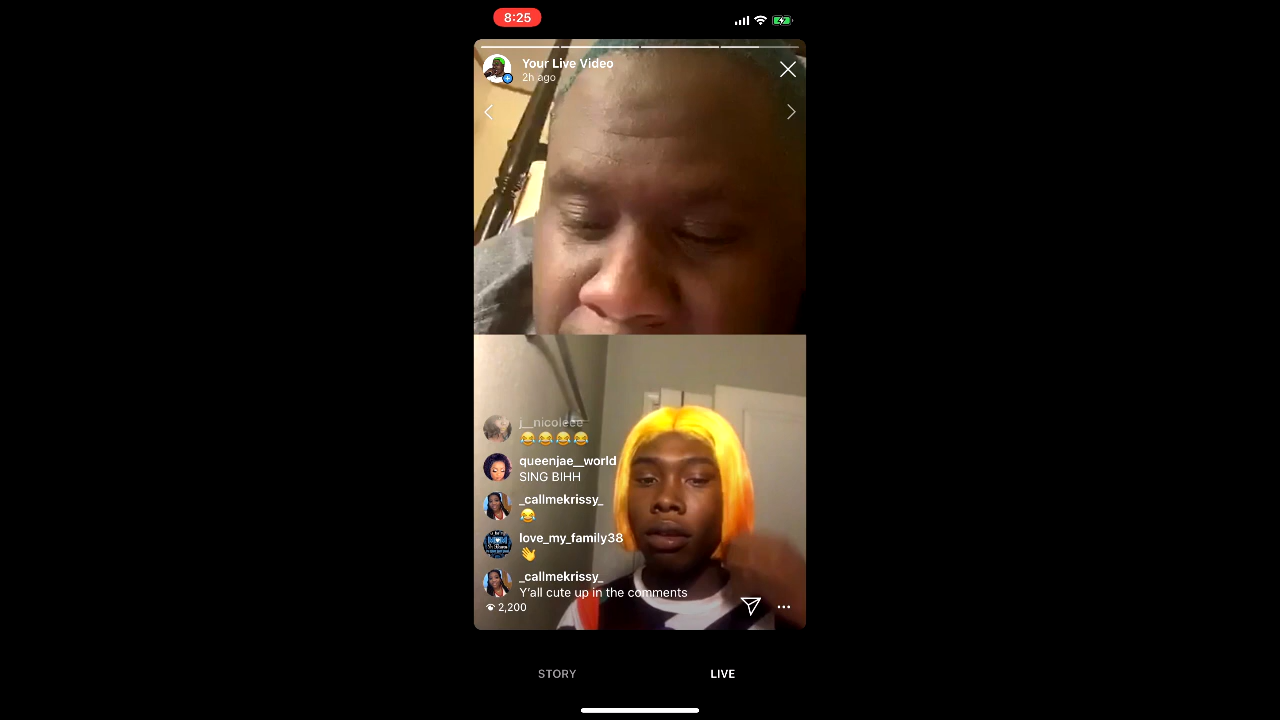 8:25
Your Live Video
2h ago
j__nicoleee
😂😂😂😂
queenjae__world
SING BIHH
_callmekrissy_
😂
love_my_family38
👋
_callmekrissy_
Y'all cute up in the comments
2,200
STORY
LIVE